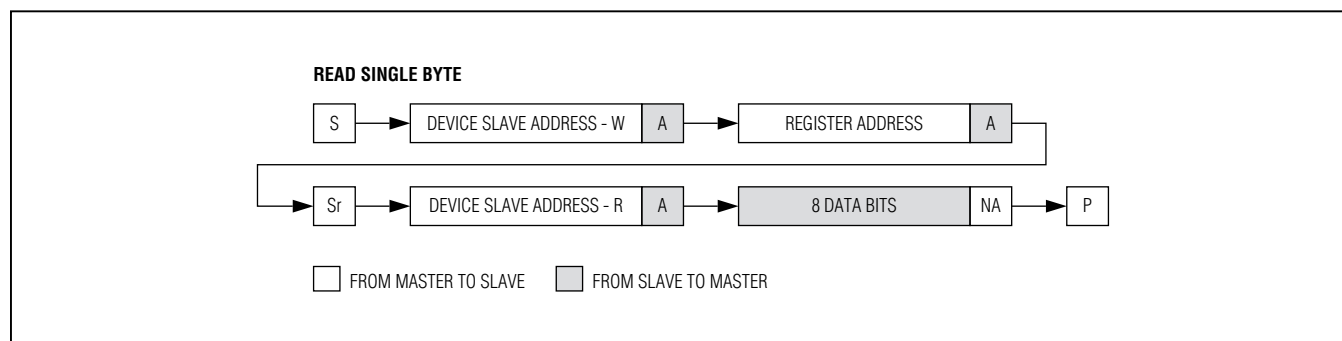 READ SINGLE BYTE
S DEVICE SLAVE ADDRESS - W A REGISTER ADDRESS A
Sr DEVICE SLAVE ADDRESS - R A 8 DATA BITS NA P
FROM MASTER TO SLAVE FROM SLAVE TO MASTER